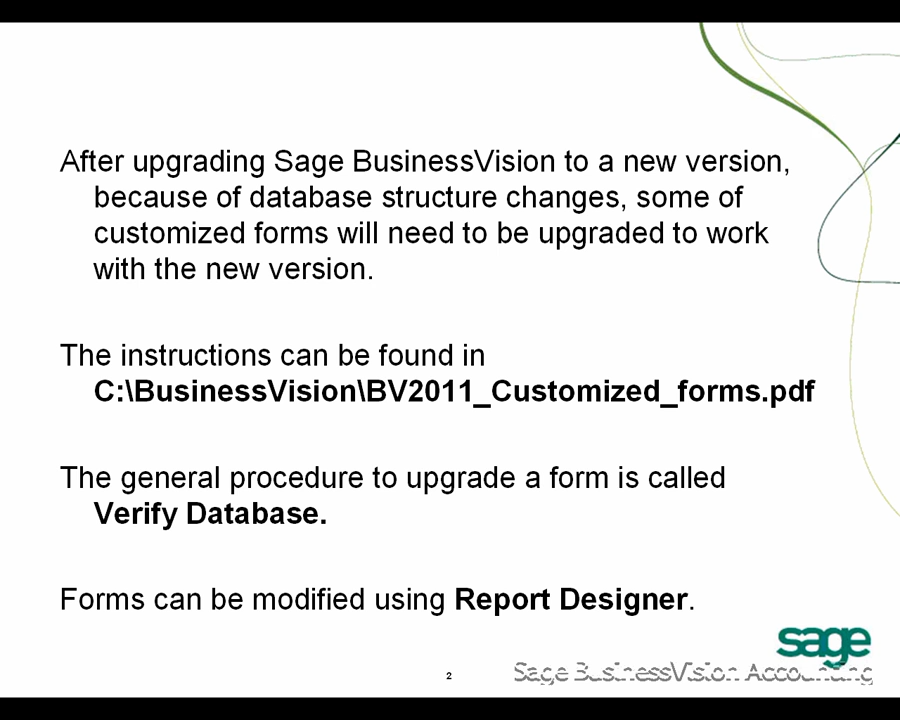 After upgrading Sage BusinessVision to a new version,
because of database structure changes, some of
customized forms will need to be upgraded to work
with the new version.
The instructions can be found in
C:\BusinessVision\BV2011_Customized_forms.pdf
The general procedure to upgrade a form is called
Verify Database.
Forms can be modified using Report Designer.
sage
2
Sage BusinessVision Accounting